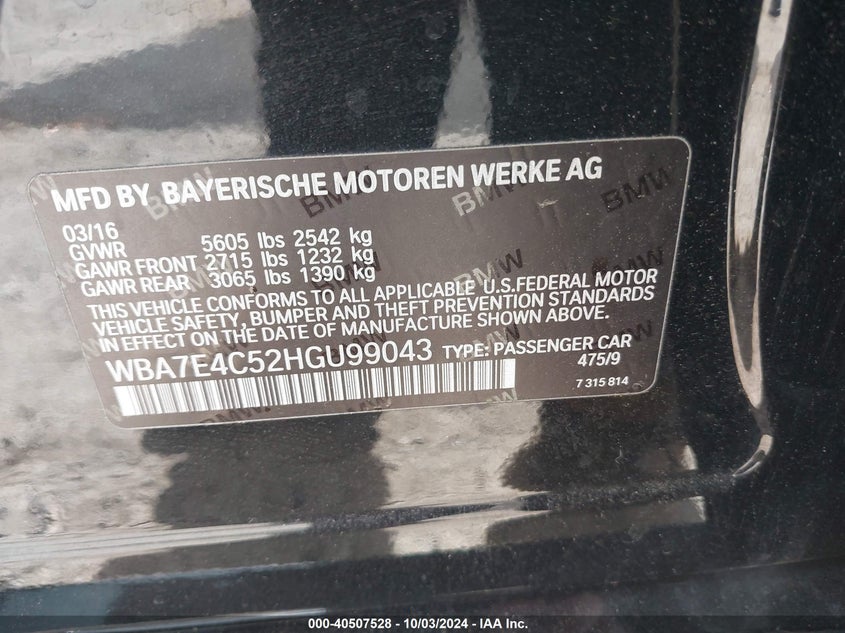 MFD BY BAYERISCHE MOTOREN WERKE AG
03/16
GVWR 5605 lbs 2542 kg
GAWR FRONT 2715 lbs 1232 kg
GAWR REAR 3065 lbs 1390 kg
THIS VEHICLE CONFORMS TO ALL APPLICABLE U.S.FEDERAL MOTOR
VEHICLE SAFETY, BUMPER AND THEFT PREVENTION STANDARDS
IN EFFECT ON THE DATE OF MANUFACTURE SHOWN ABOVE.
WBA7E4C52HGU99043 TYPE: PASSENGER CAR
475/9
7 315 814
000-40507528 - 10/03/2024 - IAA Inc.